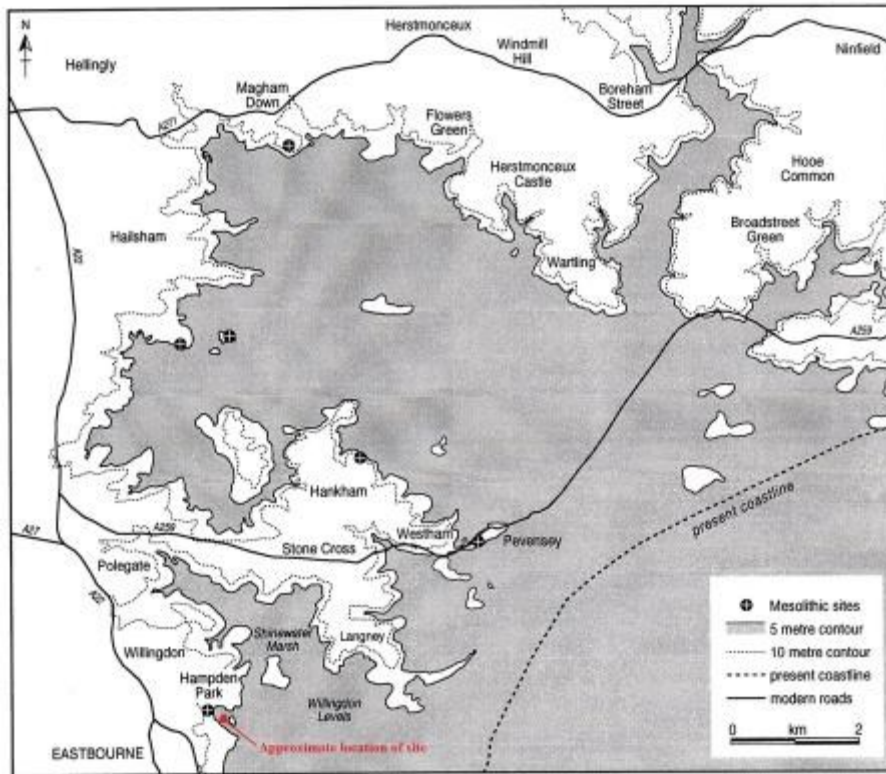 N
Herstmonceux
Windmill
Hill
Ninfield
Hellingly
Magham
Down
Boreham
Street
Flowers
Green
A271
Herstmonceux
Castle
Hooe
Common
Hailsham
Broadstreet
Green
Wartling
A22
A259
Hankham
present coastline
A27
A259
Westham
Pevensey
Stone Cross
Polegate
A22
Shinewater
Marsh
Langney
Willingdon
Hampden
Park
Willingdon
Levels
EASTBOURNE
Approximate location of site
Mesolithic sites
5 metre contour
10 metre contour
present coastline
modern roads
0 km 2